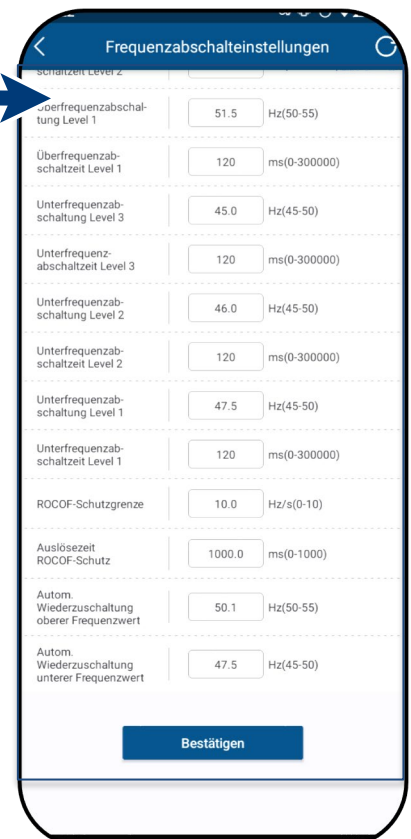 Frequenzabschalteinstellungen
schaltzeit Level 2
Überfrequenzabschal-
tung Level 1
51.5 Hz(50-55)
Überfrequenzab-
schaltzeit Level 1
120 ms(0-300000)
Unterfrequenzab-
schaltung Level 3
45.0 Hz(45-50)
Unterfrequenz-
abschaltzeit Level 3
120 ms(0-300000)
Unterfrequenzab-
schaltung Level 2
46.0 Hz(45-50)
Unterfrequenzab-
schaltzeit Level 2
120 ms(0-300000)
Unterfrequenzab-
schaltung Level 1
47.5 Hz(45-50)
Unterfrequenzab-
schaltzeit Level 1
120 ms(0-300000)
ROCOF-Schutzgrenze
10.0 Hz/s(0-10)
Auslösezeit
ROCOF-Schutz
1000.0 ms(0-1000)
Autom.
Wiederzuschaltung
oberer Frequenzwert
50.1 Hz(50-55)
Autom.
Wiederzuschaltung
unterer Frequenzwert
47.5 Hz(45-50)
Bestätigen